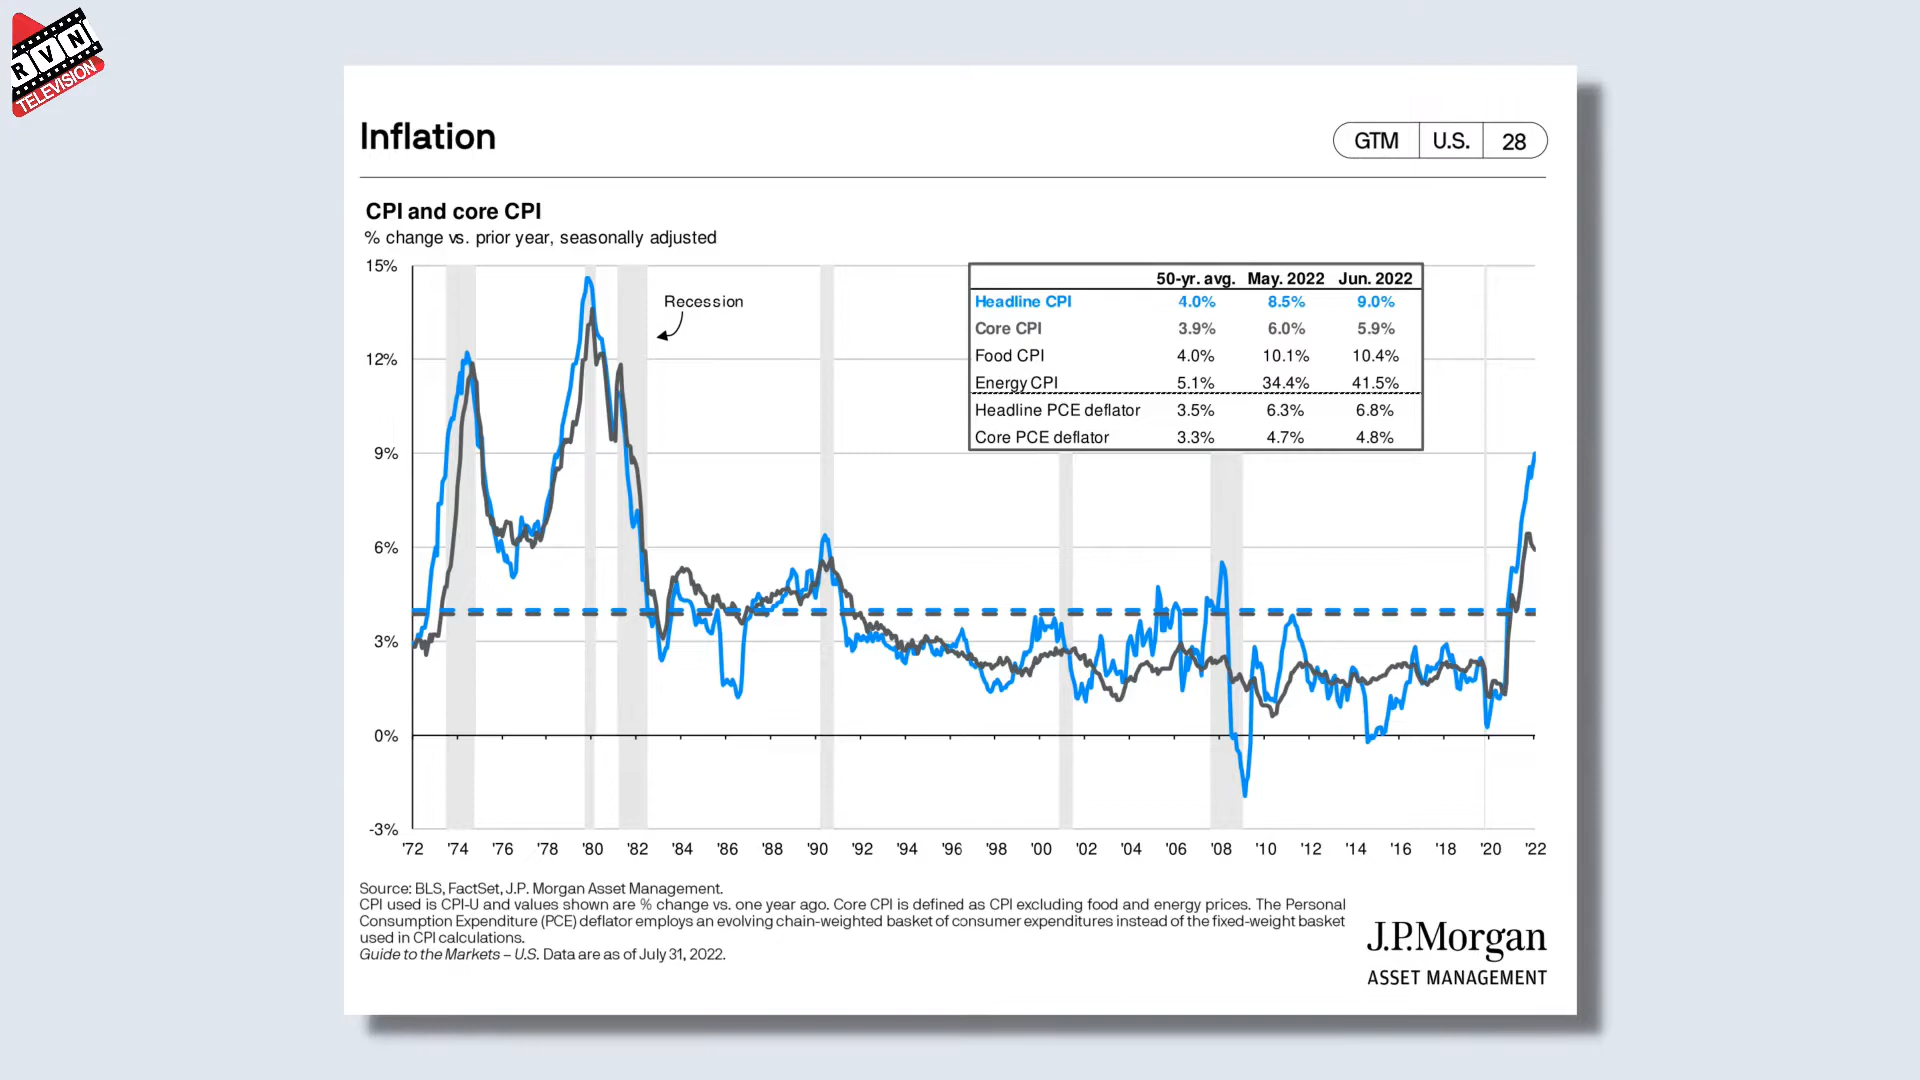 RVN
TELEVISION
Inflation
GTM U.S. 28
CPI and core CPI
% change vs. prior year, seasonally adjusted
15%
12%
9%
6%
3%
0%
-3%
Recession
50-yr. avg. May. 2022 Jun. 2022
Headline CPI 4.0% 8.5% 9.0%
Core CPI 3.9% 6.0% 5.9%
Food CPI 4.0% 10.1% 10.4%
Energy CPI 5.1% 34.4% 41.5%
Headline PCE deflator 3.5% 6.3% 6.8%
Core PCE deflator 3.3% 4.7% 4.8%
'72 '74 '76 '78 '80 '82 '84 '86 '88 '90 '92 '94 '96 '98 '00 '02 '04 '06 '08 '10 '12 '14 '16 '18 '20 '22
Source: BLS, FactSet, J.P. Morgan Asset Management.
CPI used is CPI-U and values shown are % change vs. one year ago. Core CPI is defined as CPI excluding food and energy prices. The Personal
Consumption Expenditure (PCE) deflator employs an evolving chain-weighted basket of consumer expenditures instead of the fixed-weight basket
used in CPI calculations.
Guide to the Markets – U.S. Data are as of July 31, 2022.
J.P.Morgan
ASSET MANAGEMENT